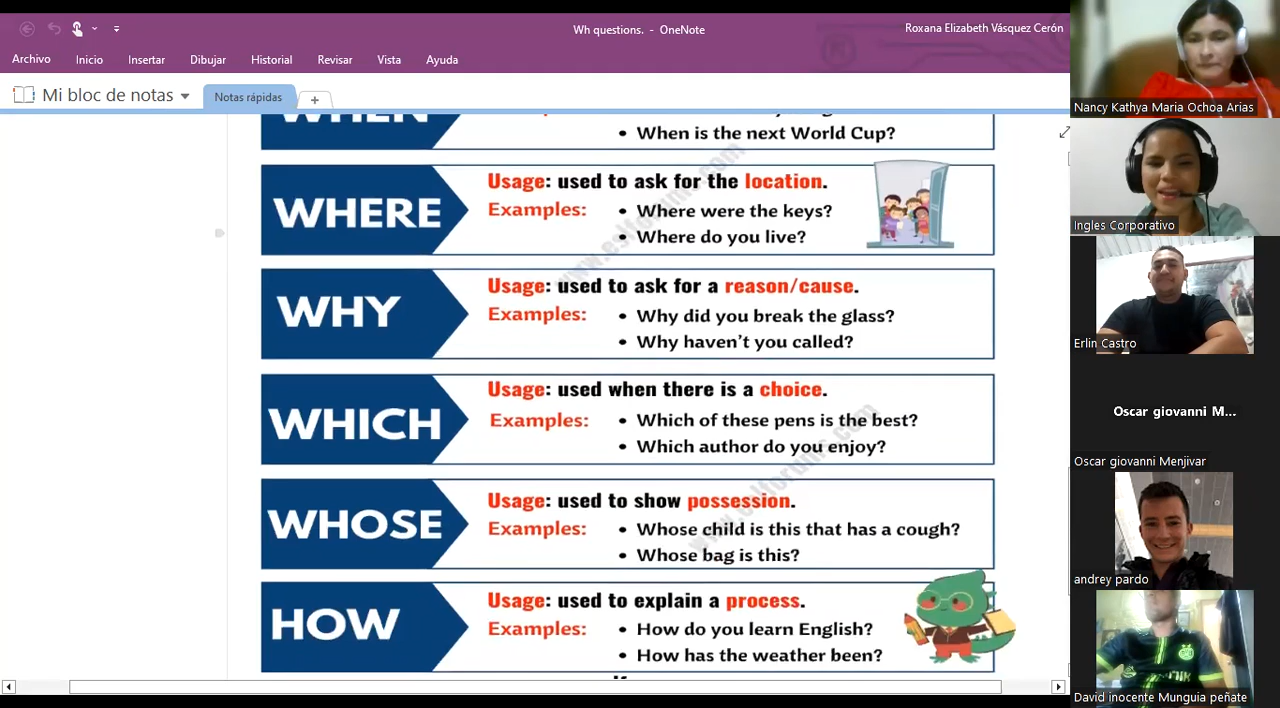 Wh questions. - OneNote
Roxana Elizabeth Vásquez Cerón
Archivo Inicio Insertar Dibujar Historial Revisar Vista Ayuda
Mi bloc de notas
Notas rápidas
WHEN
• When is the next World Cup?
WHERE
Usage: used to ask for the location.
Examples:
• Where were the keys?
• Where do you live?
WHY
Usage: used to ask for a reason/cause.
Examples:
• Why did you break the glass?
• Why haven't you called?
WHICH
Usage: used when there is a choice.
Examples:
• Which of these pens is the best?
• Which author do you enjoy?
WHOSE
Usage: used to show possession.
Examples:
• Whose child is this that has a cough?
• Whose bag is this?
HOW
Usage: used to explain a process.
Examples:
• How do you learn English?
• How has the weather been?
www.eslforums.com
www.eslforums.com
Nancy Kathya Maria Ochoa Arias
Ingles Corporativo
Erlin Castro
Oscar giovanni M...
Oscar giovanni Menjivar
andrey pardo
David inocente Munguia peñate